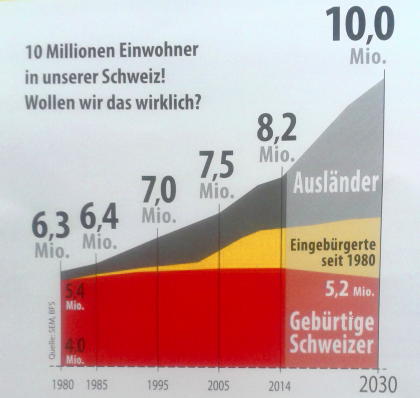 10 Millionen Einwohner
in unserer Schweiz!
Wollen wir das wirklich?
10,0
Mio.
8,2
Mio.
7,5
Mio.
7,0
Mio.
6,3
Mio.
6,4
Mio.
Ausländer
Eingebürgerte
seit 1980
5,2 Mio.
Gebürtige
Schweizer
5,4
Mio.
4,0
Mio.
Quelle: SEM, BFS
1980 1985 1995 2005 2014 2030